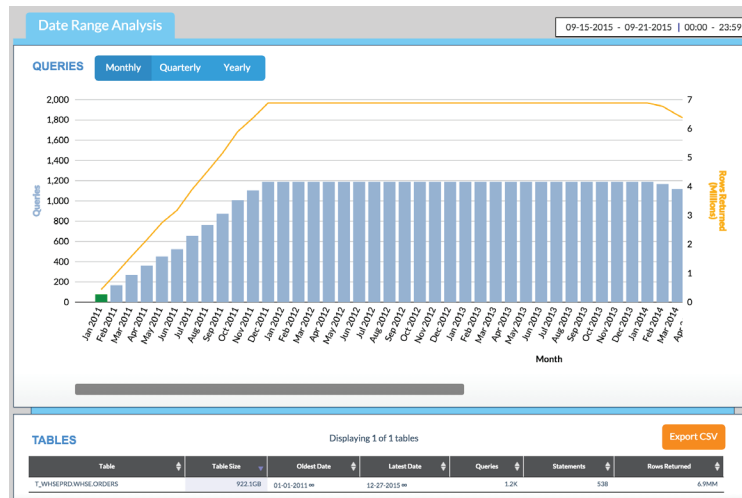 Date Range Analysis
09-15-2015 - 09-21-2015 | 00:00 - 23:59
QUERIES Monthly Quarterly Yearly
2,000 7
1,800
1,600 6
1,400 5
1,200 4
1,000
800 3
600 2
400
200 1
0 0
Queries
Rows Returned
(Millions)
Jan 2011 Feb 2011 Mar 2011 Apr 2011 May 2011 Jun 2011 Jul 2011 Aug 2011 Sep 2011 Oct 2011 Nov 2011 Dec 2011 Jan 2012 Feb 2012 Mar 2012 Apr 2012 May 2012 Jun 2012 Jul 2012 Aug 2012 Sep 2012 Oct 2012 Nov 2012 Dec 2012 Jan 2013 Feb 2013 Mar 2013 Apr 2013 May 2013 Jun 2013 Jul 2013 Aug 2013 Sep 2013 Oct 2013 Nov 2013 Dec 2013 Jan 2014 Feb 2014 Mar 2014 Apr
Month
TABLES Displaying 1 of 1 tables Export CSV
Table Table Size Oldest Date Latest Date Queries Statements Rows Returned
T_WHSEPRD.WHSE.ORDERS 922.1GB 01-01-2011 ∞ 12-27-2015 ∞ 1.2K 538 6.9MM